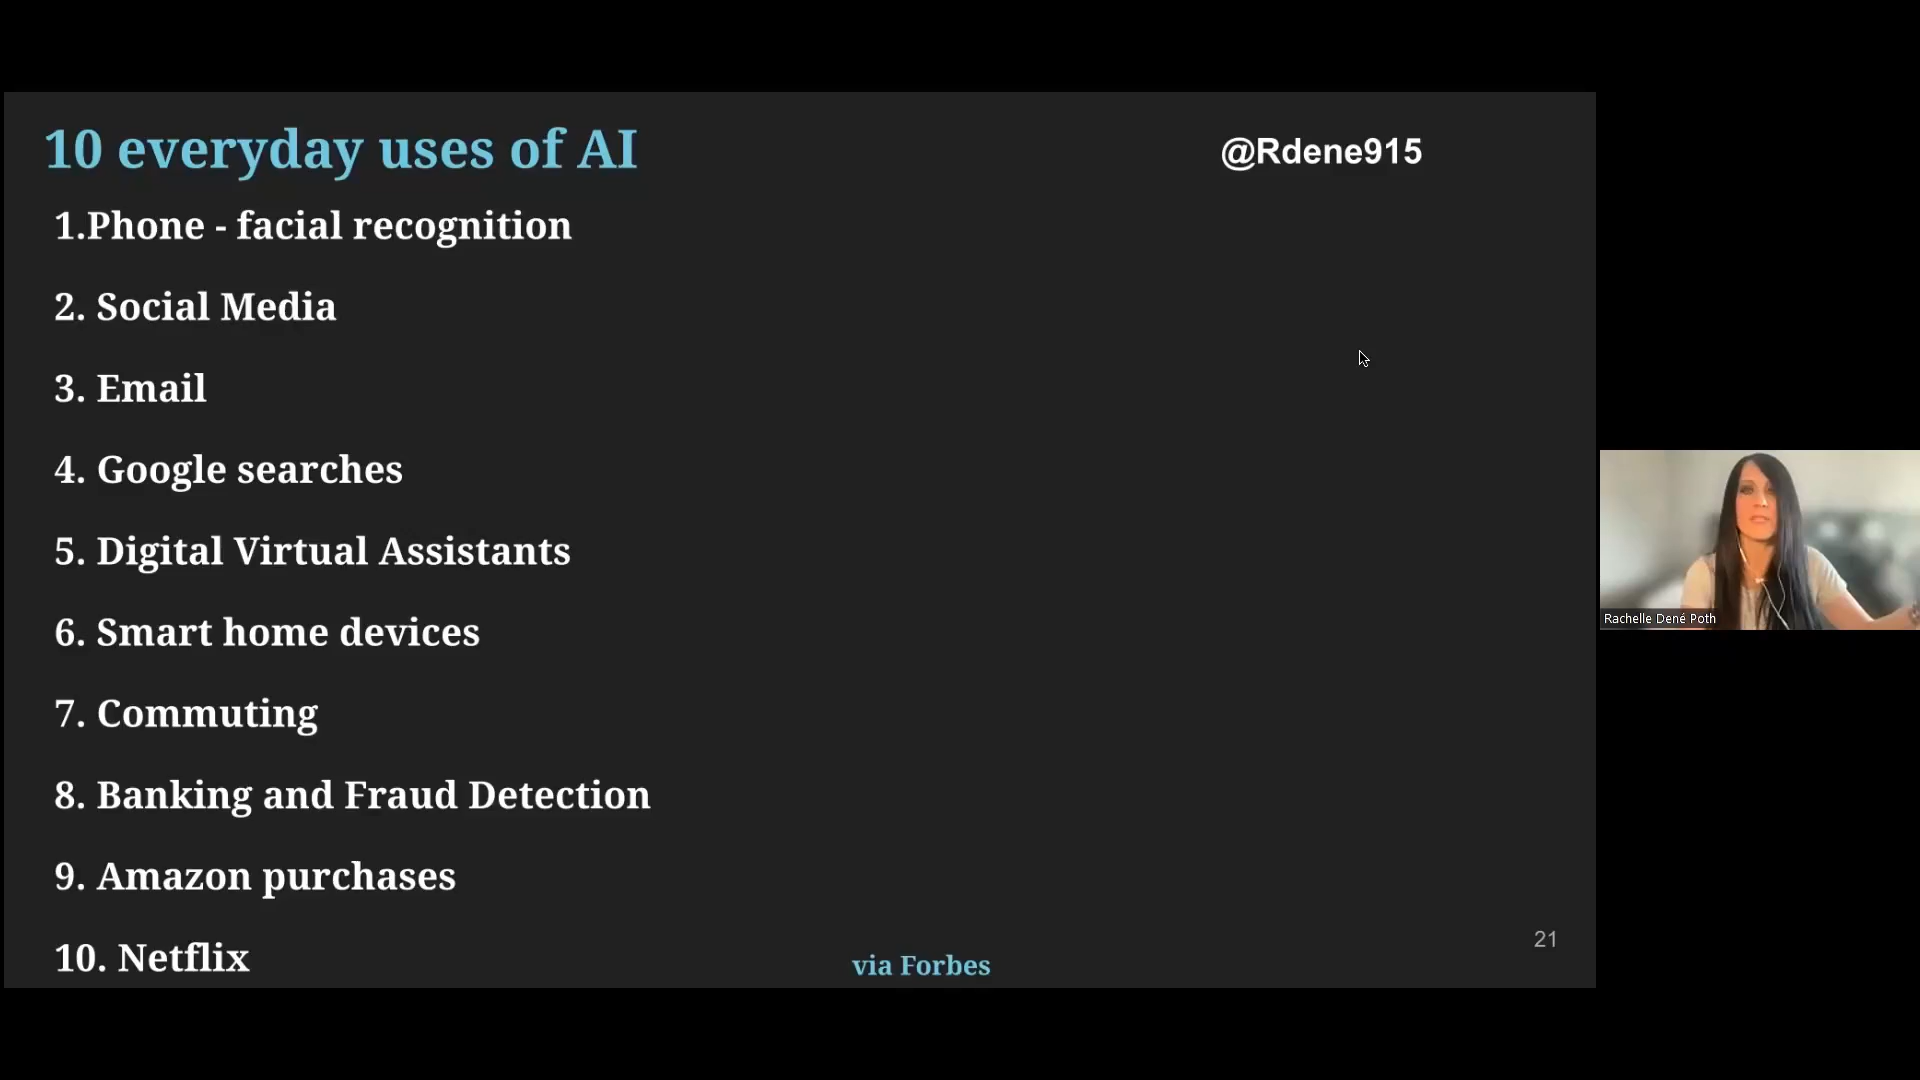 10 everyday uses of AI
@Rdene915
1.Phone - facial recognition
2. Social Media
3. Email
4. Google searches
5. Digital Virtual Assistants
6. Smart home devices
7. Commuting
8. Banking and Fraud Detection
9. Amazon purchases
10. Netflix
via Forbes
21
Rachelle Dené Poth